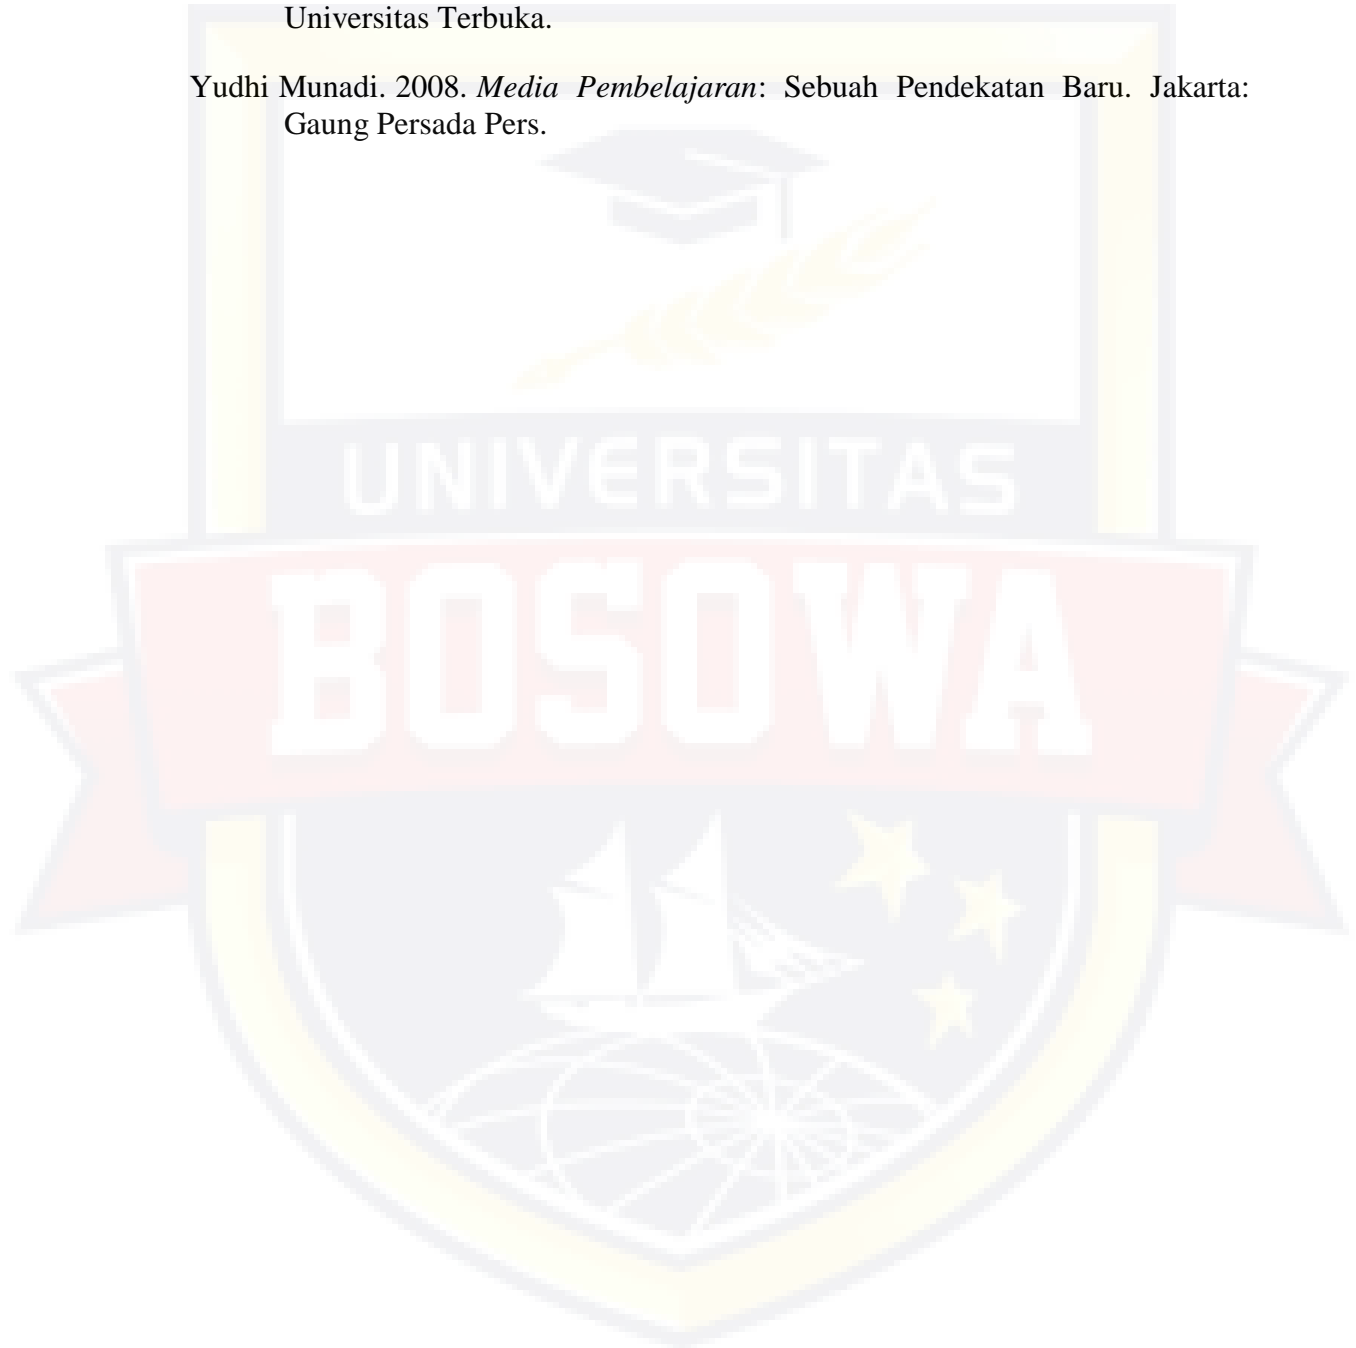 Universitas Terbuka.
Yudhi Munadi. 2008. Media Pembelajaran: Sebuah Pendekatan Baru. Jakarta:
Gaung Persada Pers.
UNIVERSITAS
BOSOWA